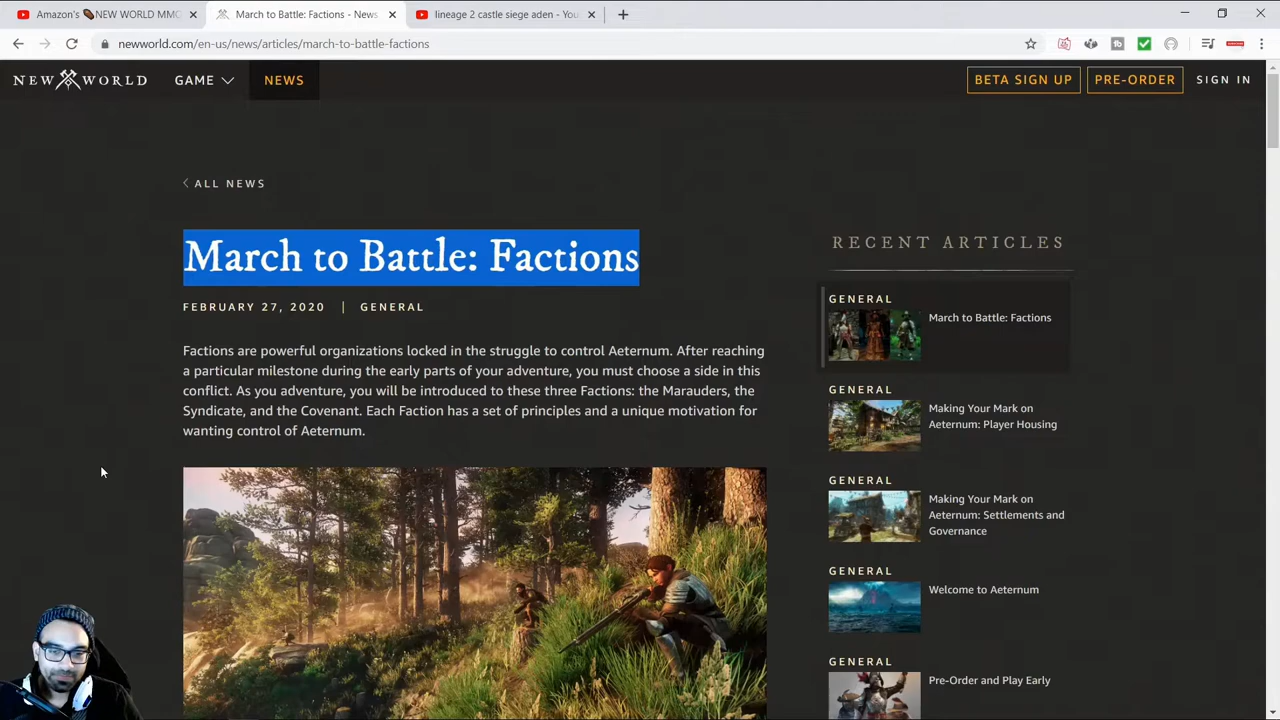 Amazon's NEW WORLD MMO
March to Battle: Factions - News
lineage 2 castle siege aden - You
newworld.com/en-us/news/articles/march-to-battle-factions
NEW WORLD
GAME
NEWS
BETA SIGN UP
PRE-ORDER
SIGN IN
ALL NEWS
March to Battle: Factions
FEBRUARY 27, 2020 | GENERAL
Factions are powerful organizations locked in the struggle to control Aeternum. After reaching
a particular milestone during the early parts of your adventure, you must choose a side in this
conflict. As you adventure, you will be introduced to these three Factions: the Marauders, the
Syndicate, and the Covenant. Each Faction has a set of principles and a unique motivation for
wanting control of Aeternum.
RECENT ARTICLES
GENERAL
March to Battle: Factions
GENERAL
Making Your Mark on
Aeternum: Player Housing
GENERAL
Making Your Mark on
Aeternum: Settlements and
Governance
GENERAL
Welcome to Aeternum
GENERAL
Pre-Order and Play Early